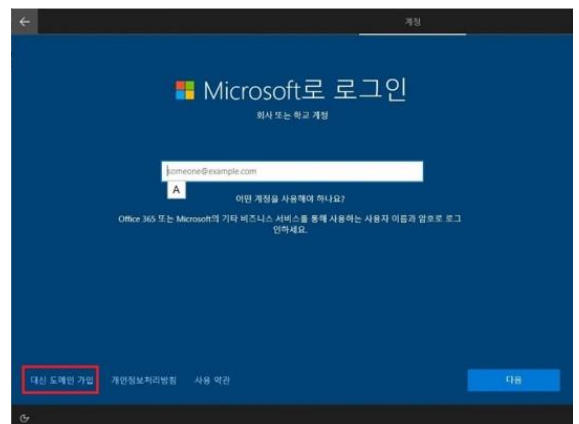 계정
Microsoft로 로그인
회사 또는 학교 계정
someone@example.com
A
어떤 계정을 사용해야 하나요?
Office 365 또는 Microsoft의 기타 비즈니스 서비스를 통해 사용하는 사용자 이름과 암호로 로그
인하세요.
대신 도메인 가입 개인정보처리방침 사용 약관 다음